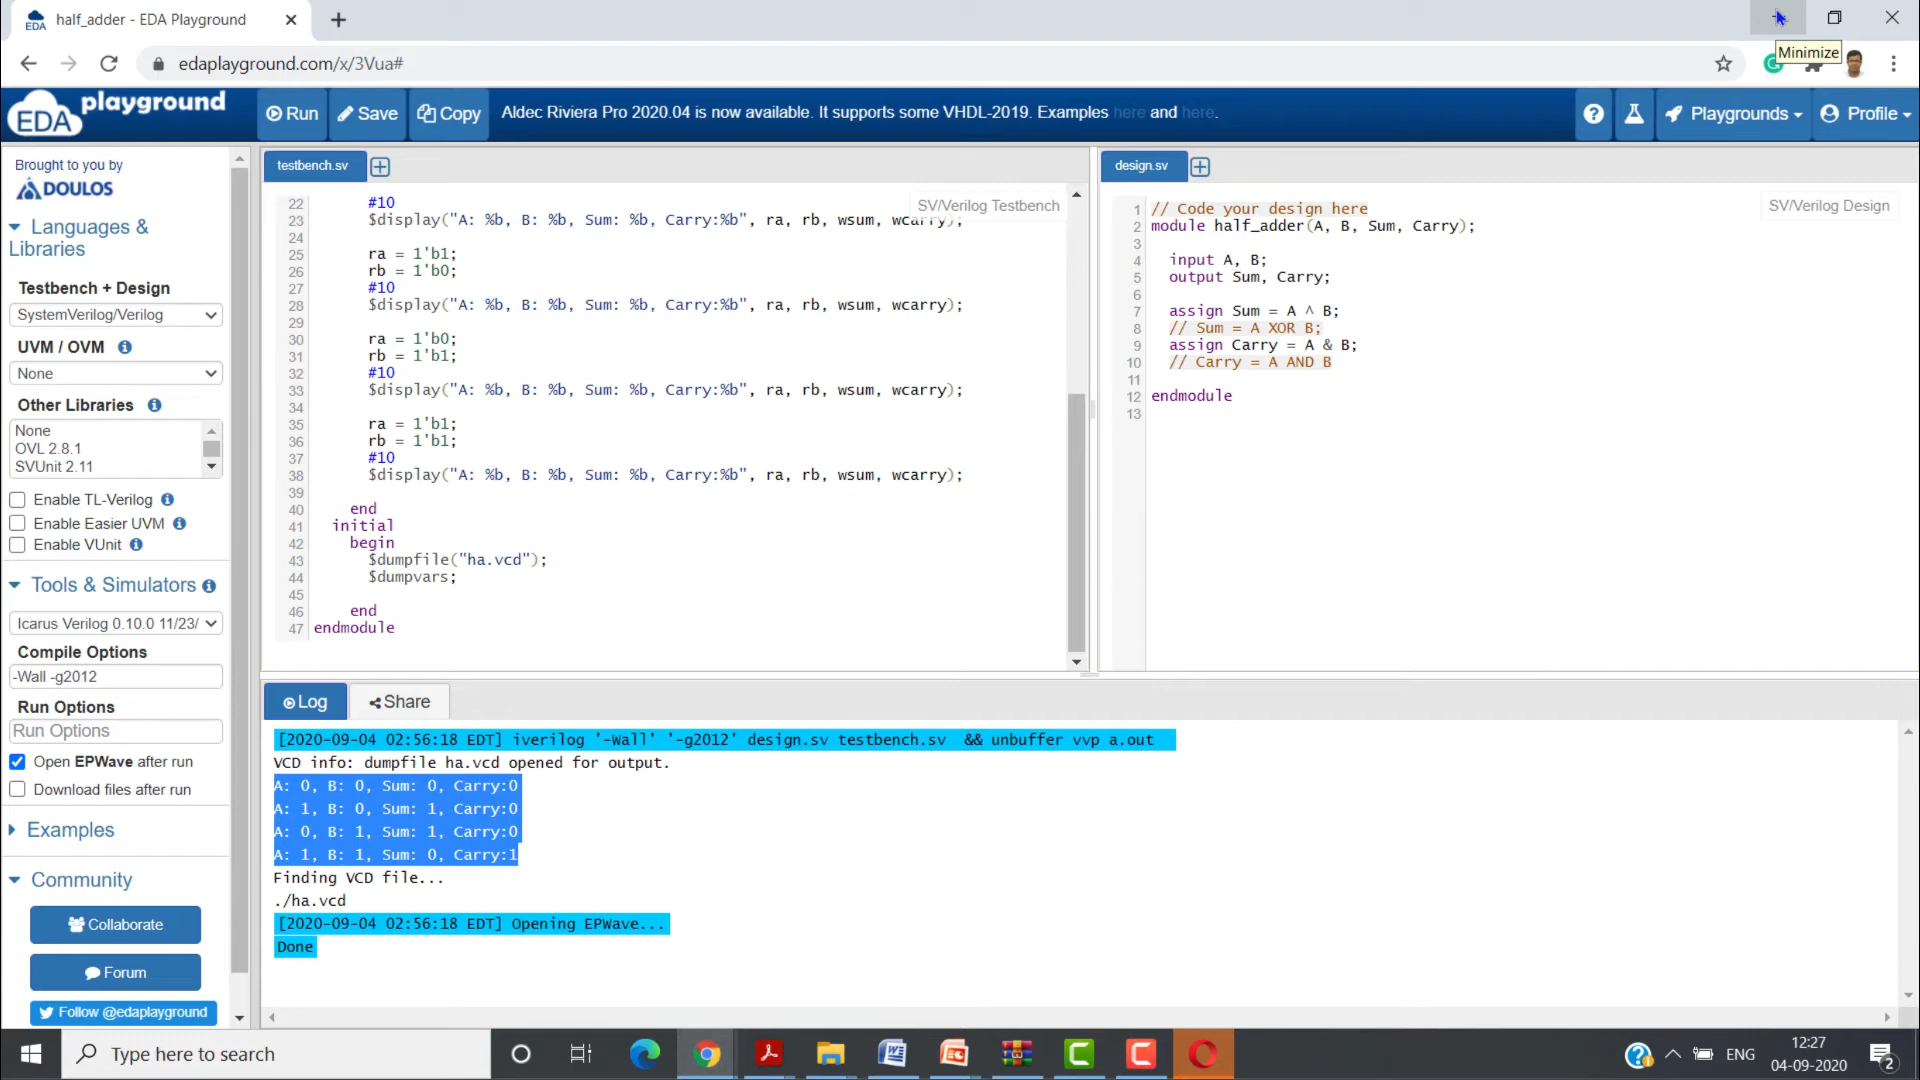 half_adder - EDA Playground
Minimize
edaplayground.com/x/3Vua#
EDA playground
Run
Save
Copy
Aldec Riviera Pro 2020.04 is now available. It supports some VHDL-2019. Examples here and here.
Playgrounds
Profile
Brought to you by
DOULOS
Languages &
Libraries
Testbench + Design
SystemVerilog/Verilog
UVM / OVM
None
Other Libraries
None
OVL 2.8.1
SVUnit 2.11
Enable TL-Verilog
Enable Easier UVM
Enable VUnit
Tools & Simulators
Icarus Verilog 0.10.0 11/23/
Compile Options
-Wall -g2012
Run Options
Run Options
Open EPWave after run
Download files after run
Examples
Community
Collaborate
Forum
Follow @edaplayground
testbench.sv
SV/Verilog Testbench
22 #10
23 $display("A: %b, B: %b, Sum: %b, Carry:%b", ra, rb, wsum, wcarry);
24
25 ra = 1'b1;
26 rb = 1'b0;
27 #10
28 $display("A: %b, B: %b, Sum: %b, Carry:%b", ra, rb, wsum, wcarry);
29
30 ra = 1'b0;
31 rb = 1'b1;
32 #10
33 $display("A: %b, B: %b, Sum: %b, Carry:%b", ra, rb, wsum, wcarry);
34
35 ra = 1'b1;
36 rb = 1'b1;
37 #10
38 $display("A: %b, B: %b, Sum: %b, Carry:%b", ra, rb, wsum, wcarry);
39
40 end
41 initial
42 begin
43 $dumpfile("ha.vcd");
44 $dumpvars;
45
46 end
47 endmodule
design.sv
SV/Verilog Design
1 // Code your design here
2 module half_adder(A, B, Sum, Carry);
3
4 input A, B;
5 output Sum, Carry;
6
7 assign Sum = A ^ B;
8 // Sum = A XOR B;
9 assign Carry = A & B;
10 // Carry = A AND B
11
12 endmodule
13
Log
Share
[2020-09-04 02:56:18 EDT] iverilog '-Wall' '-g2012' design.sv testbench.sv && unbuffer vvp a.out
VCD info: dumpfile ha.vcd opened for output.
A: 0, B: 0, Sum: 0, Carry:0
A: 1, B: 0, Sum: 1, Carry:0
A: 0, B: 1, Sum: 1, Carry:0
A: 1, B: 1, Sum: 0, Carry:1
Finding VCD file...
./ha.vcd
[2020-09-04 02:56:18 EDT] Opening EPWave...
Done
Type here to search
ENG
12:27
04-09-2020
2